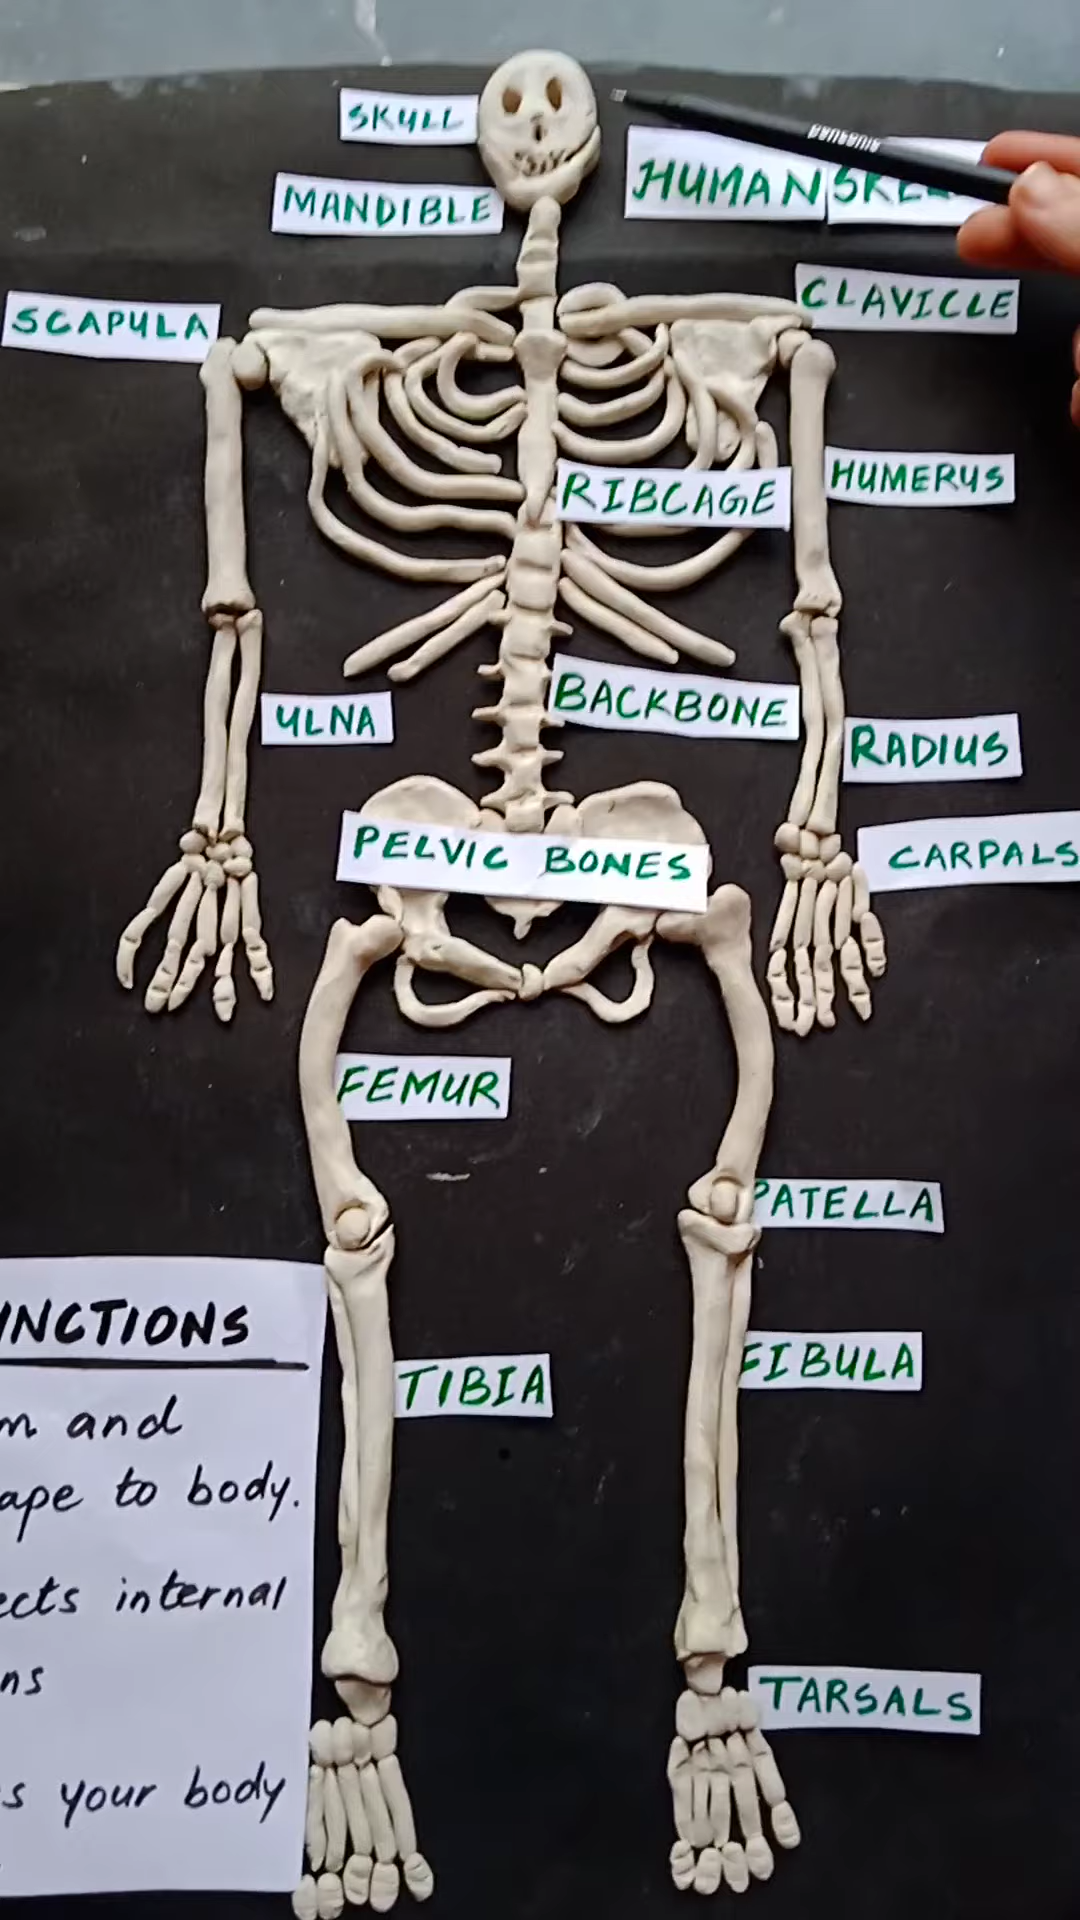 SKULL
MANDIBLE
HUMAN
SCAPULA
CLAVICLE
HUMERUS
RIBCAGE
BACKBONE
ULNA
RADIUS
PELVIC BONES
CARPALS
FEMUR
PATELLA
FIBULA
TIBIA
TARSALS
NCTIONS
and
ape to body.
ects internal
ns
s your body